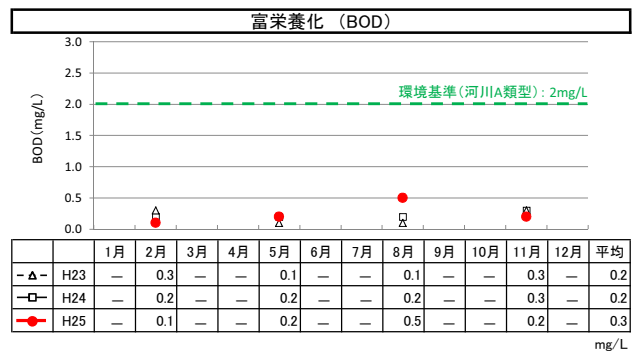 富栄養化 （BOD）
3.0
2.5
2.0
1.5
1.0
0.5
0.0
BOD(mg/L)
環境基準(河川A類型)：2mg/L
1月 2月 3月 4月 5月 6月 7月 8月 9月 10月 11月 12月 平均
H23 — 0.3 — — 0.1 — — 0.1 — — 0.3 — 0.2
H24 — 0.2 — — 0.2 — — 0.2 — — 0.3 — 0.2
H25 — 0.1 — — 0.2 — — 0.5 — — 0.2 — 0.3
mg/L